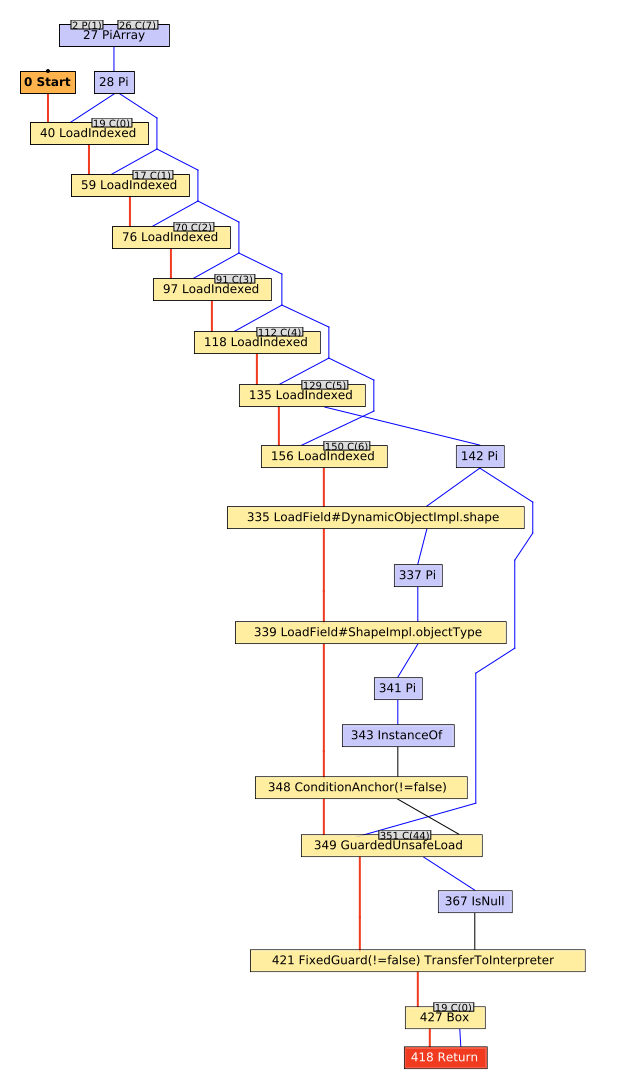 2 P(1) 26 C(7)
27 PiArray
0 Start 28 Pi
19 C(0)
40 LoadIndexed
17 C(1)
59 LoadIndexed
70 C(2)
76 LoadIndexed
91 C(3)
97 LoadIndexed
112 C(4)
118 LoadIndexed
129 C(5)
135 LoadIndexed
150 C(6)
156 LoadIndexed 142 Pi
335 LoadField#DynamicObjectImpl.shape
337 Pi
339 LoadField#ShapeImpl.objectType
341 Pi
343 InstanceOf
348 ConditionAnchor(!=false)
351 C(44)
349 GuardedUnsafeLoad
367 IsNull
421 FixedGuard(!=false) TransferToInterpreter
19 C(0)
427 Box
418 Return